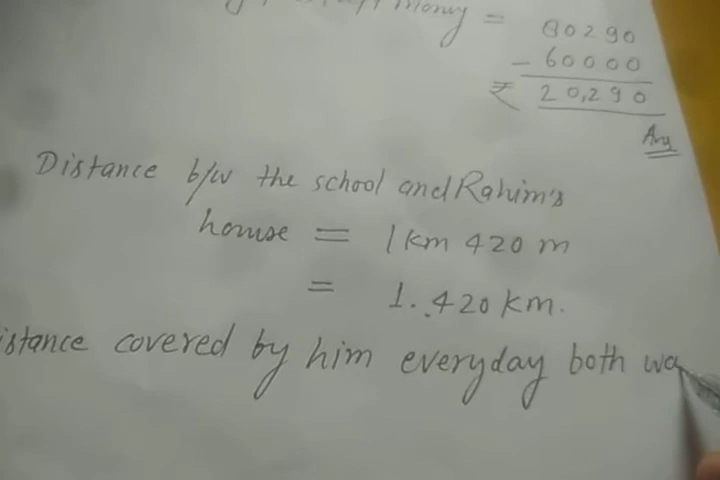 money = 80290
- 60000
₹ 20,290
Ans
Distance b/w the school and Rahim's
house = 1 km 420 m
= 1.420 km.
istance covered by him everyday both wa